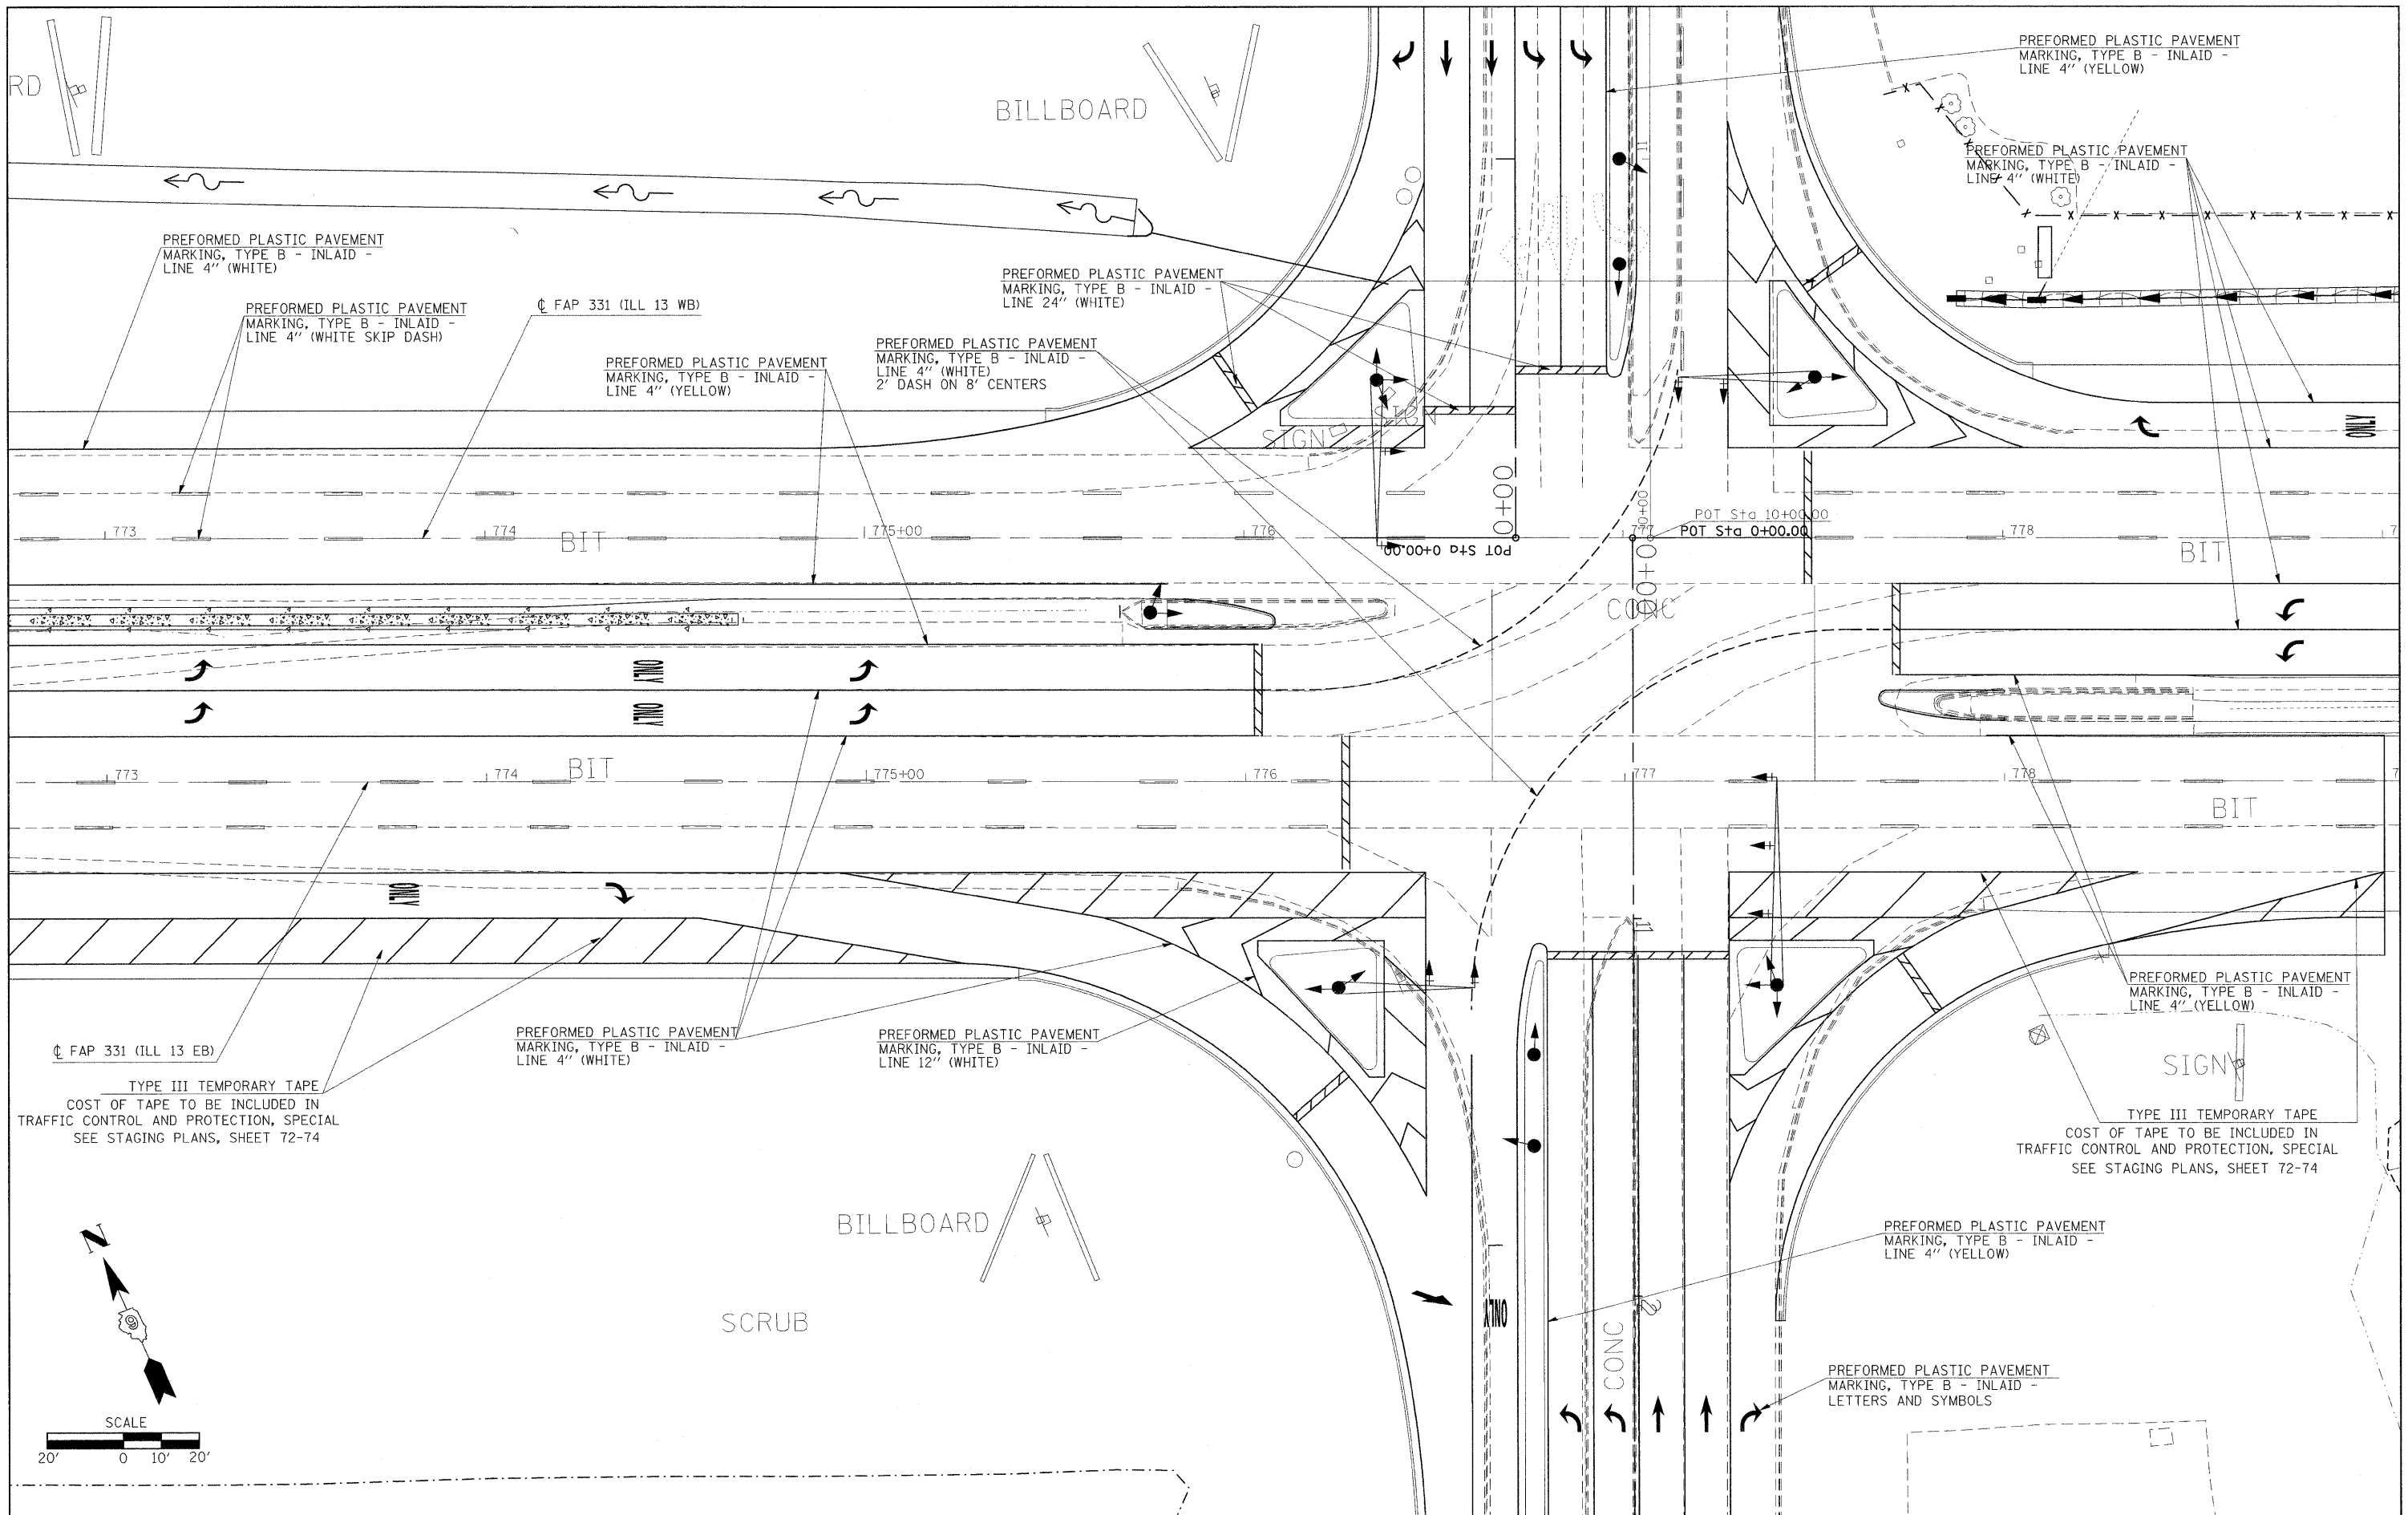 PREFORMED PLASTIC PAVEMENT
MARKING, TYPE B - INLAID -
LINE 4" (YELLOW)
RD
BILLBOARD
PREFORMED PLASTIC PAVEMENT
MARKING, TYPE B - INLAID -
LINE 4" (WHITE)
11
PREFORMED PLASTIC PAVEMENT
MARKING, TYPE B - INLAID -
LINE 4" (WHITE)
PREFORMED PLASTIC PAVEMENT
MARKING, TYPE B - INLAID -
LINE 24" (WHITE)
PREFORMED PLASTIC PAVEMENT
MARKING, TYPE B - INLAID -
LINE 4" (WHITE SKIP DASH)
℄ FAP 331 (ILL 13 WB)
PREFORMED PLASTIC PAVEMENT
MARKING, TYPE B - INLAID -
LINE 4" (YELLOW)
PREFORMED PLASTIC PAVEMENT
MARKING, TYPE B - INLAID -
LINE 4" (WHITE)
2' DASH ON 8' CENTERS
SIGN
SIGN
ONLY
0+00
0+00
POT Sta 10+00.00
POT Sta 0+00.00
773
774
BIT
775+00
776
777
778
BIT
POT Sta 0+00.00
0+00
CONC
ONLY
ONLY
773
774
BIT
775+00
776
777
778
BIT
ONLY
11
PREFORMED PLASTIC PAVEMENT
MARKING, TYPE B - INLAID -
LINE 4" (YELLOW)
℄ FAP 331 (ILL 13 EB)
PREFORMED PLASTIC PAVEMENT
MARKING, TYPE B - INLAID -
LINE 4" (WHITE)
PREFORMED PLASTIC PAVEMENT
MARKING, TYPE B - INLAID -
LINE 12" (WHITE)
SIGN
TYPE III TEMPORARY TAPE
COST OF TAPE TO BE INCLUDED IN
TRAFFIC CONTROL AND PROTECTION, SPECIAL
SEE STAGING PLANS, SHEET 72-74
TYPE III TEMPORARY TAPE
COST OF TAPE TO BE INCLUDED IN
TRAFFIC CONTROL AND PROTECTION, SPECIAL
SEE STAGING PLANS, SHEET 72-74
BILLBOARD
PREFORMED PLASTIC PAVEMENT
MARKING, TYPE B - INLAID -
LINE 4" (YELLOW)
N
SCRUB
ONLY
2
CONC
PREFORMED PLASTIC PAVEMENT
MARKING, TYPE B - INLAID -
LETTERS AND SYMBOLS
SCALE
20' 0 10' 20'